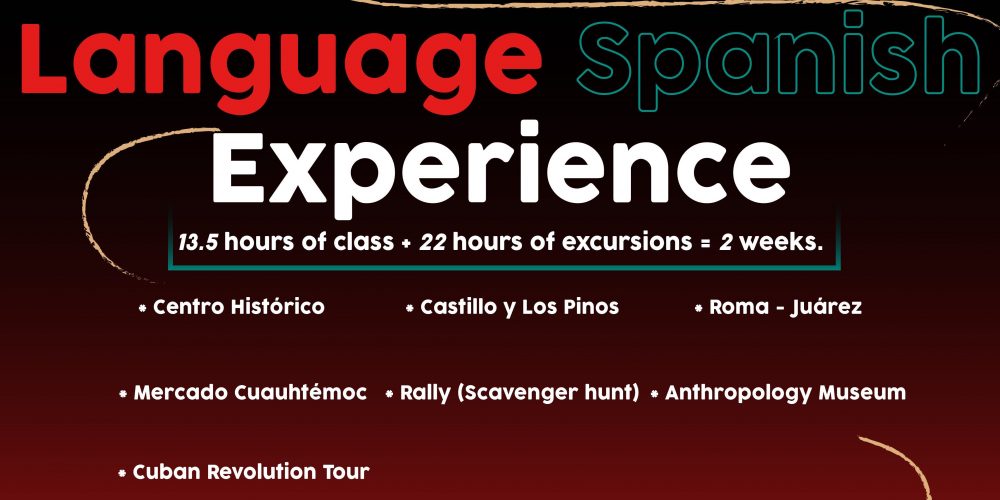 Language Spanish
Experience
13.5 hours of class + 22 hours of excursions = 2 weeks.
* Centro Histórico * Castillo y Los Pinos * Roma - Juárez
* Mercado Cuauhtémoc * Rally (Scavenger hunt) * Anthropology Museum
* Cuban Revolution Tour